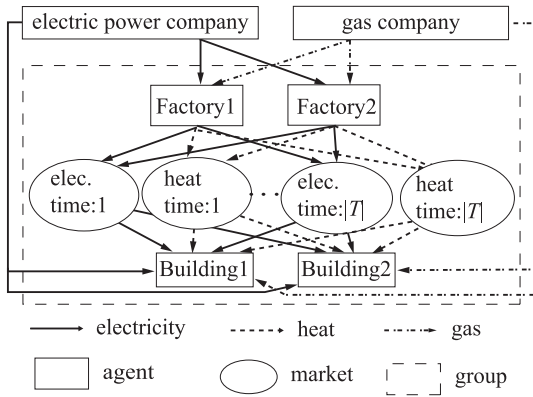 electric power company
gas company
Factory1
Factory2
elec.
time:1
heat
time:1
. . .
elec.
time:|T|
heat
time:|T|
Building1
Building2
electricity
heat
gas
agent
market
group